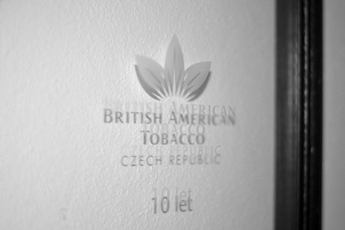 British American
Tobacco
Czech Republic
10 let